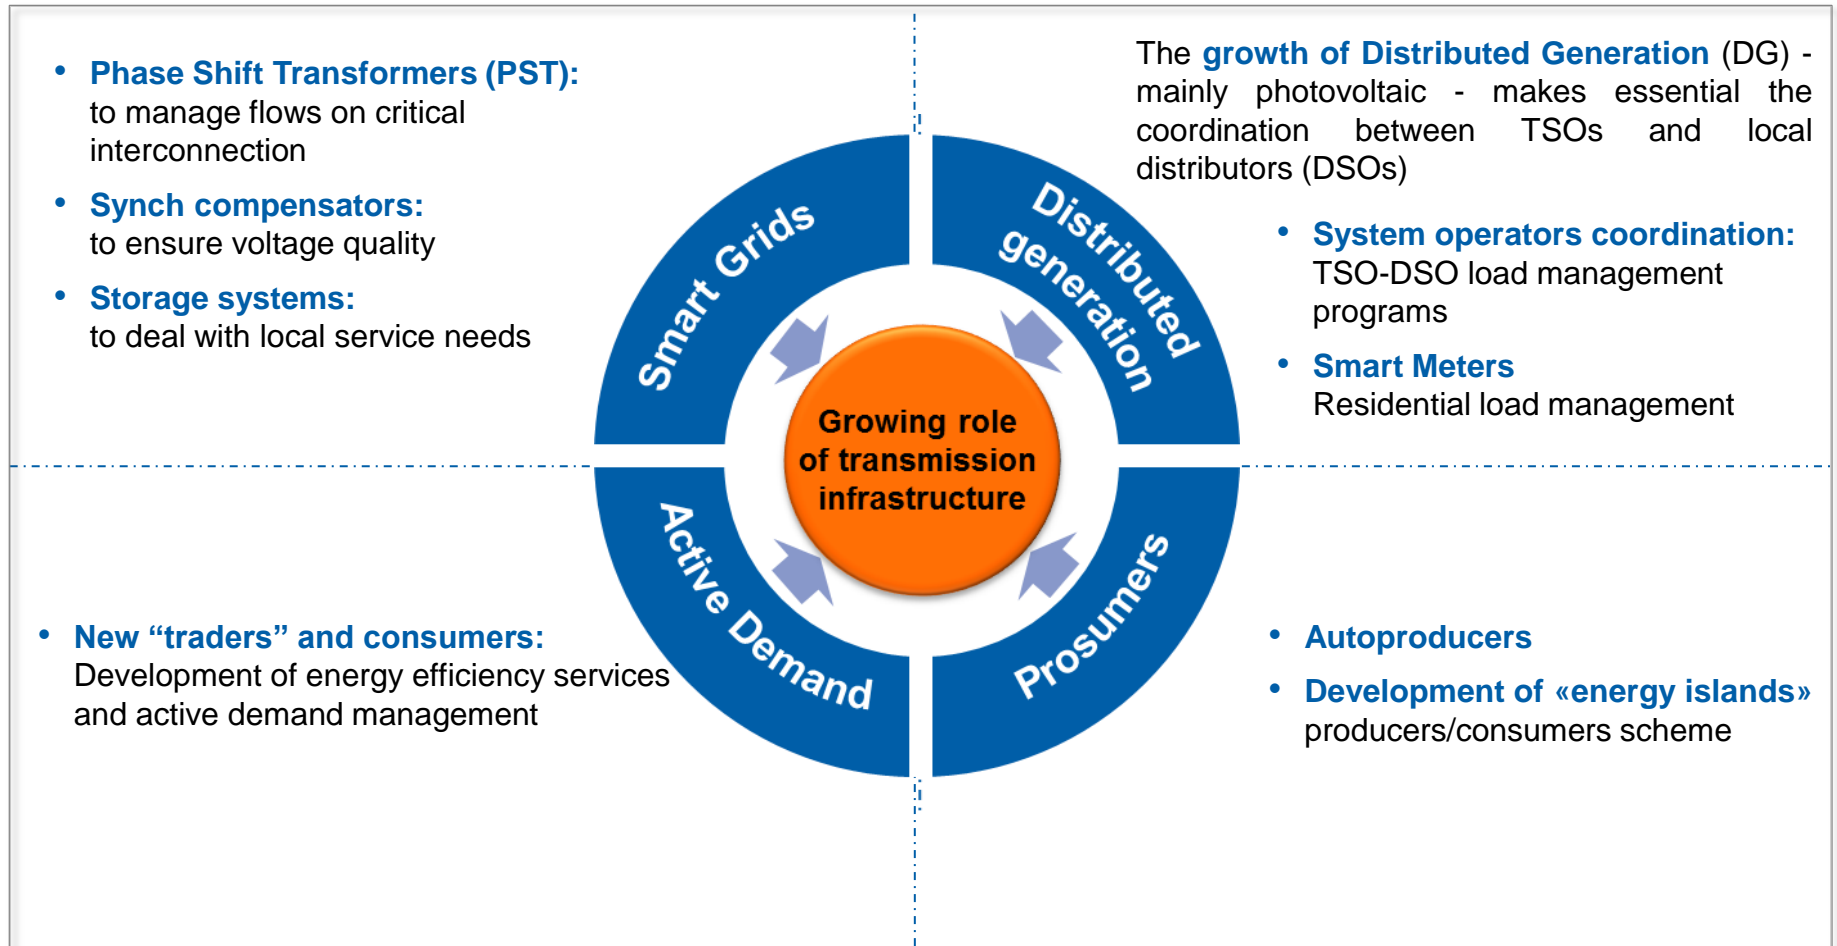 • Phase Shift Transformers (PST):
to manage flows on critical
interconnection
• Synch compensators:
to ensure voltage quality
• Storage systems:
to deal with local service needs
The growth of Distributed Generation (DG) -
mainly photovoltaic - makes essential the
coordination between TSOs and local
distributors (DSOs)
• System operators coordination:
TSO-DSO load management
programs
• Smart Meters
Residential load management
Smart Grids
Distributed
generation
Growing role
of transmission
infrastructure
Active Demand
Prosumers
• New “traders” and consumers:
Development of energy efficiency services
and active demand management
• Autoproducers
• Development of «energy islands»
producers/consumers scheme